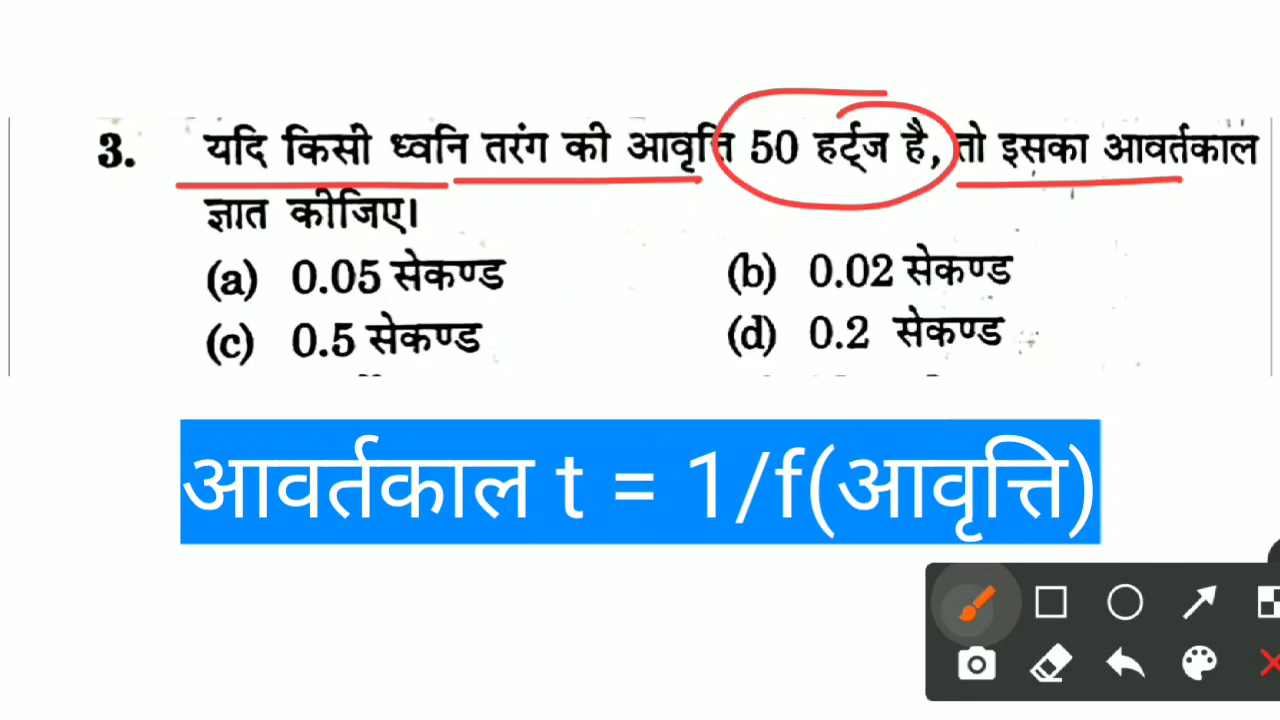 3. यदि किसी ध्वनि तरंग की आवृत्ति 50 हर्ट्ज है, तो इसका आवर्तकाल
ज्ञात कीजिए।
(a) 0.05 सेकण्ड (b) 0.02 सेकण्ड
(c) 0.5 सेकण्ड (d) 0.2 सेकण्ड
आवर्तकाल t = 1/f(आवृत्ति)